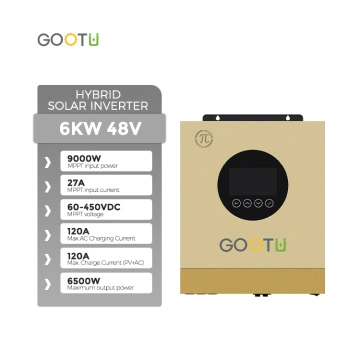 GOOTU
HYBRID
SOLAR INVERTER
6KW 48V
9000W
MPPT input power
27A
MPPT input current
60-450VDC
MPPT voltage
120A
Max.AC Charging Current
120A
Max. Charge Current (PV+AC)
6500W
Maximum output power
π
GOOTU